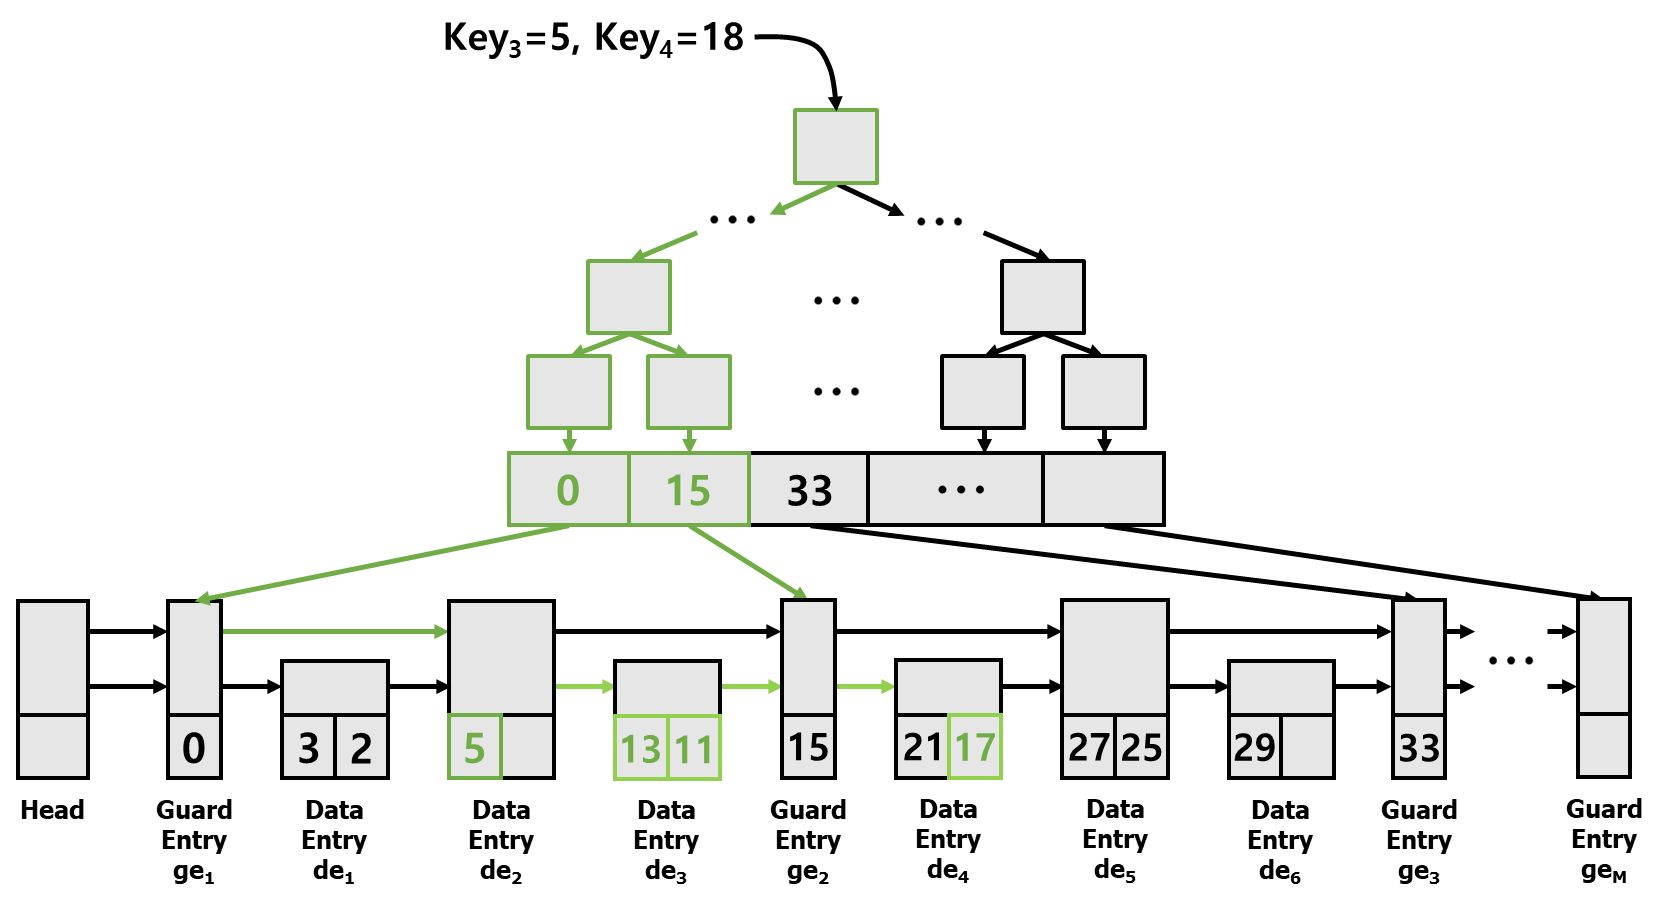 Key3=5, Key4=18
... ...
...
...
0 15 33 ...
...
0 3 2 5 13 11 15 21 17 27 25 29 33
Head
Guard Entry ge1
Data Entry de1
Data Entry de2
Data Entry de3
Guard Entry ge2
Data Entry de4
Data Entry de5
Data Entry de6
Guard Entry ge3
Guard Entry geM